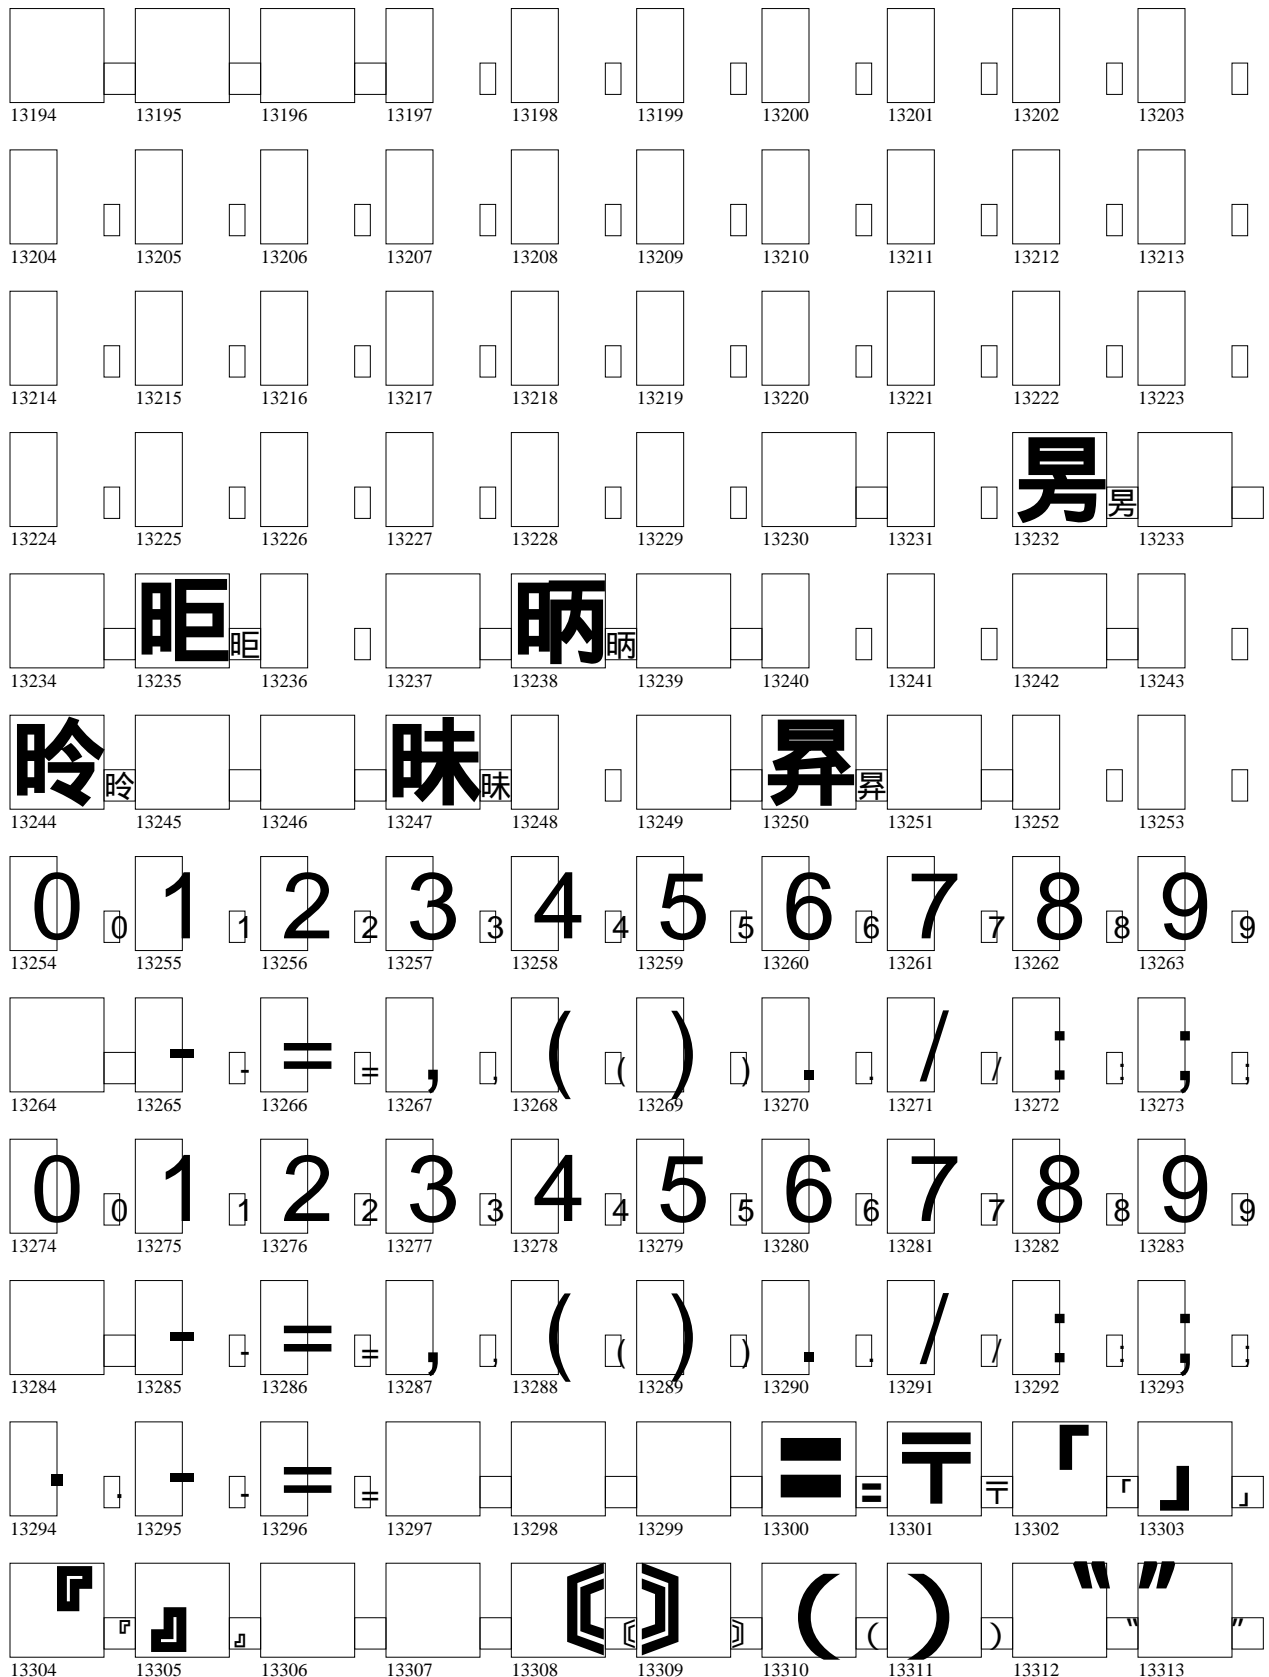 13194 13195 13196 13197 13198 13199 13200 13201 13202 13203
13204 13205 13206 13207 13208 13209 13210 13211 13212 13213
13214 13215 13216 13217 13218 13219 13220 13221 13222 13223
昮 昮
13224 13225 13226 13227 13228 13229 13230 13231 13232 13233
昛 昛 昞 昞
13234 13235 13236 13237 13238 13239 13240 13241 13242 13243
昤 昤 昧 昧 昪 昪
13244 13245 13246 13247 13248 13249 13250 13251 13252 13253
0 0 1 1 2 2 3 3 4 4 5 5 6 6 7 7 8 8 9 9
13254 13255 13256 13257 13258 13259 13260 13261 13262 13263
- - = = , , ( ( ) ) . . / / : : ; ;
13264 13265 13266 13267 13268 13269 13270 13271 13272 13273
0 0 1 1 2 2 3 3 4 4 5 5 6 6 7 7 8 8 9 9
13274 13275 13276 13277 13278 13279 13280 13281 13282 13283
- - = = , , ( ( ) ) . . / / : : ; ;
13284 13285 13286 13287 13288 13289 13290 13291 13292 13293
· · - - = = 〓 〓 〒 〒 「 「 」 」
13294 13295 13296 13297 13298 13299 13300 13301 13302 13303
『 『 』 』 〘 〘 〙 〙 ( ( ) ) 〝 〝 〞 〞
13304 13305 13306 13307 13308 13309 13310 13311 13312 13313